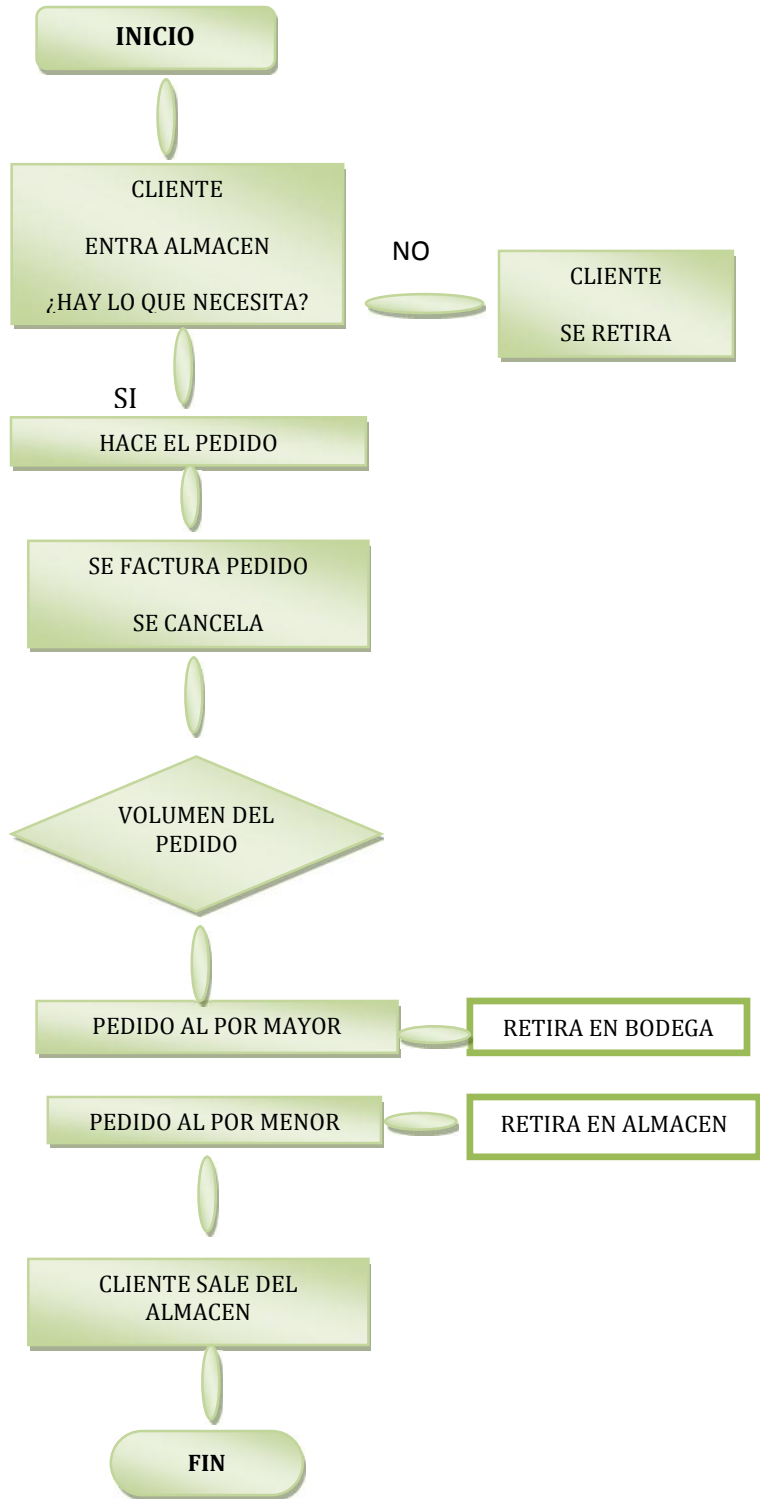 INICIO
CLIENTE
ENTRA ALMACEN
¿HAY LO QUE NECESITA?
NO
CLIENTE
SE RETIRA
SI
HACE EL PEDIDO
SE FACTURA PEDIDO
SE CANCELA
VOLUMEN DEL
PEDIDO
PEDIDO AL POR MAYOR
RETIRA EN BODEGA
PEDIDO AL POR MENOR
RETIRA EN ALMACEN
CLIENTE SALE DEL
ALMACEN
FIN